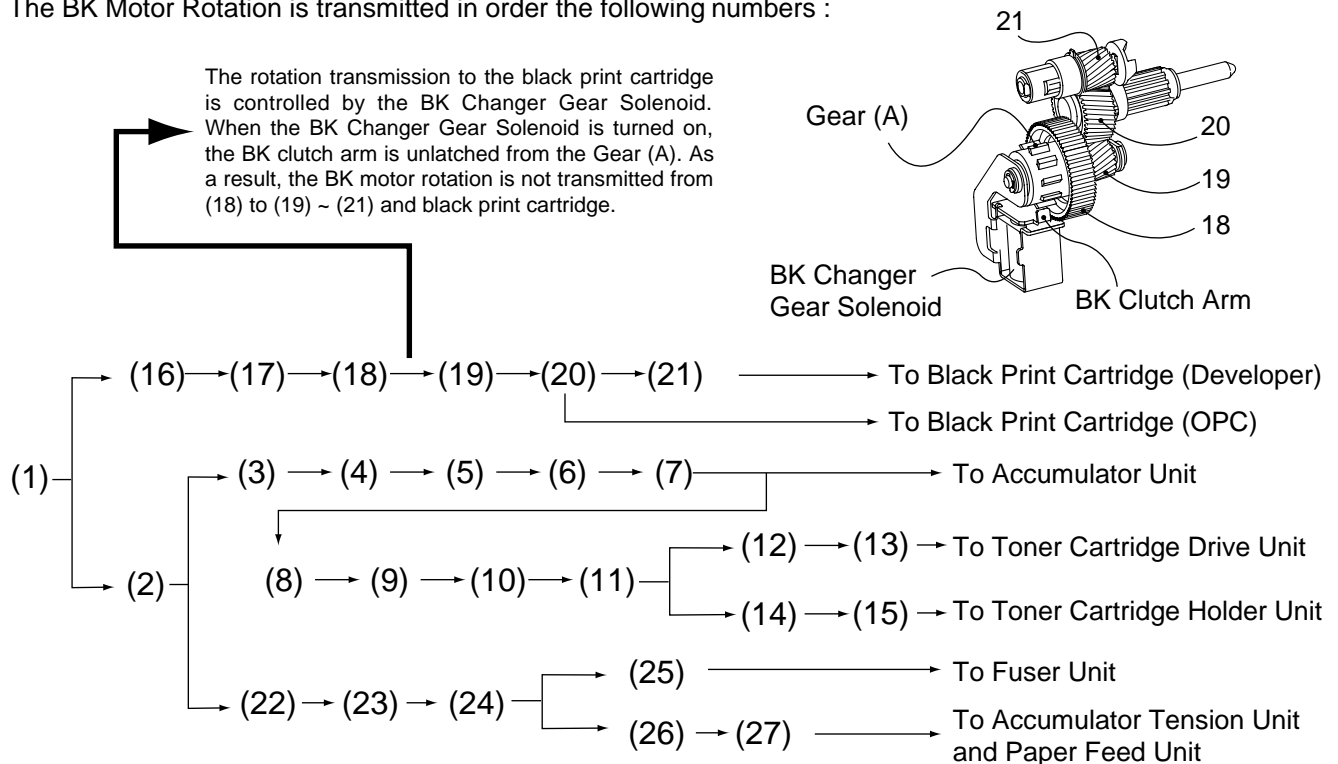 The BK Motor Rotation is transmitted in order the following numbers :
The rotation transmission to the black print cartridge
is controlled by the BK Changer Gear Solenoid.
When the BK Changer Gear Solenoid is turned on,
the BK clutch arm is unlatched from the Gear (A). As
a result, the BK motor rotation is not transmitted from
(18) to (19) ~ (21) and black print cartridge.
21
Gear (A)
20
19
18
BK Changer
Gear Solenoid
BK Clutch Arm
(16) (17) (18) (19) (20) (21) To Black Print Cartridge (Developer)
To Black Print Cartridge (OPC)
(1)
(3) (4) (5) (6) (7) To Accumulator Unit
(12) (13) To Toner Cartridge Drive Unit
(2) (8) (9) (10) (11)
(14) (15) To Toner Cartridge Holder Unit
(25) To Fuser Unit
(22) (23) (24)
(26) (27) To Accumulator Tension Unit
and Paper Feed Unit